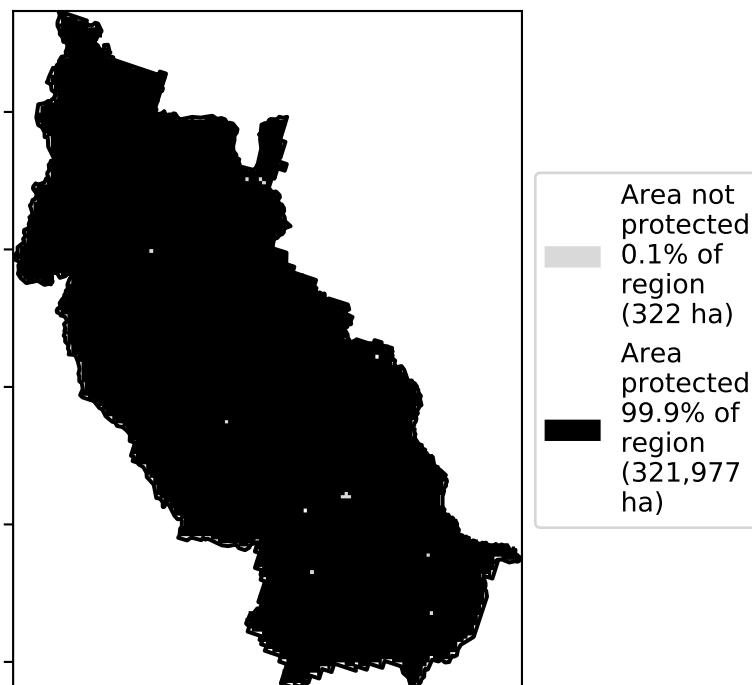 Area not
protected
0.1% of
region
(322 ha)
Area
protected
99.9% of
region
(321,977
ha)